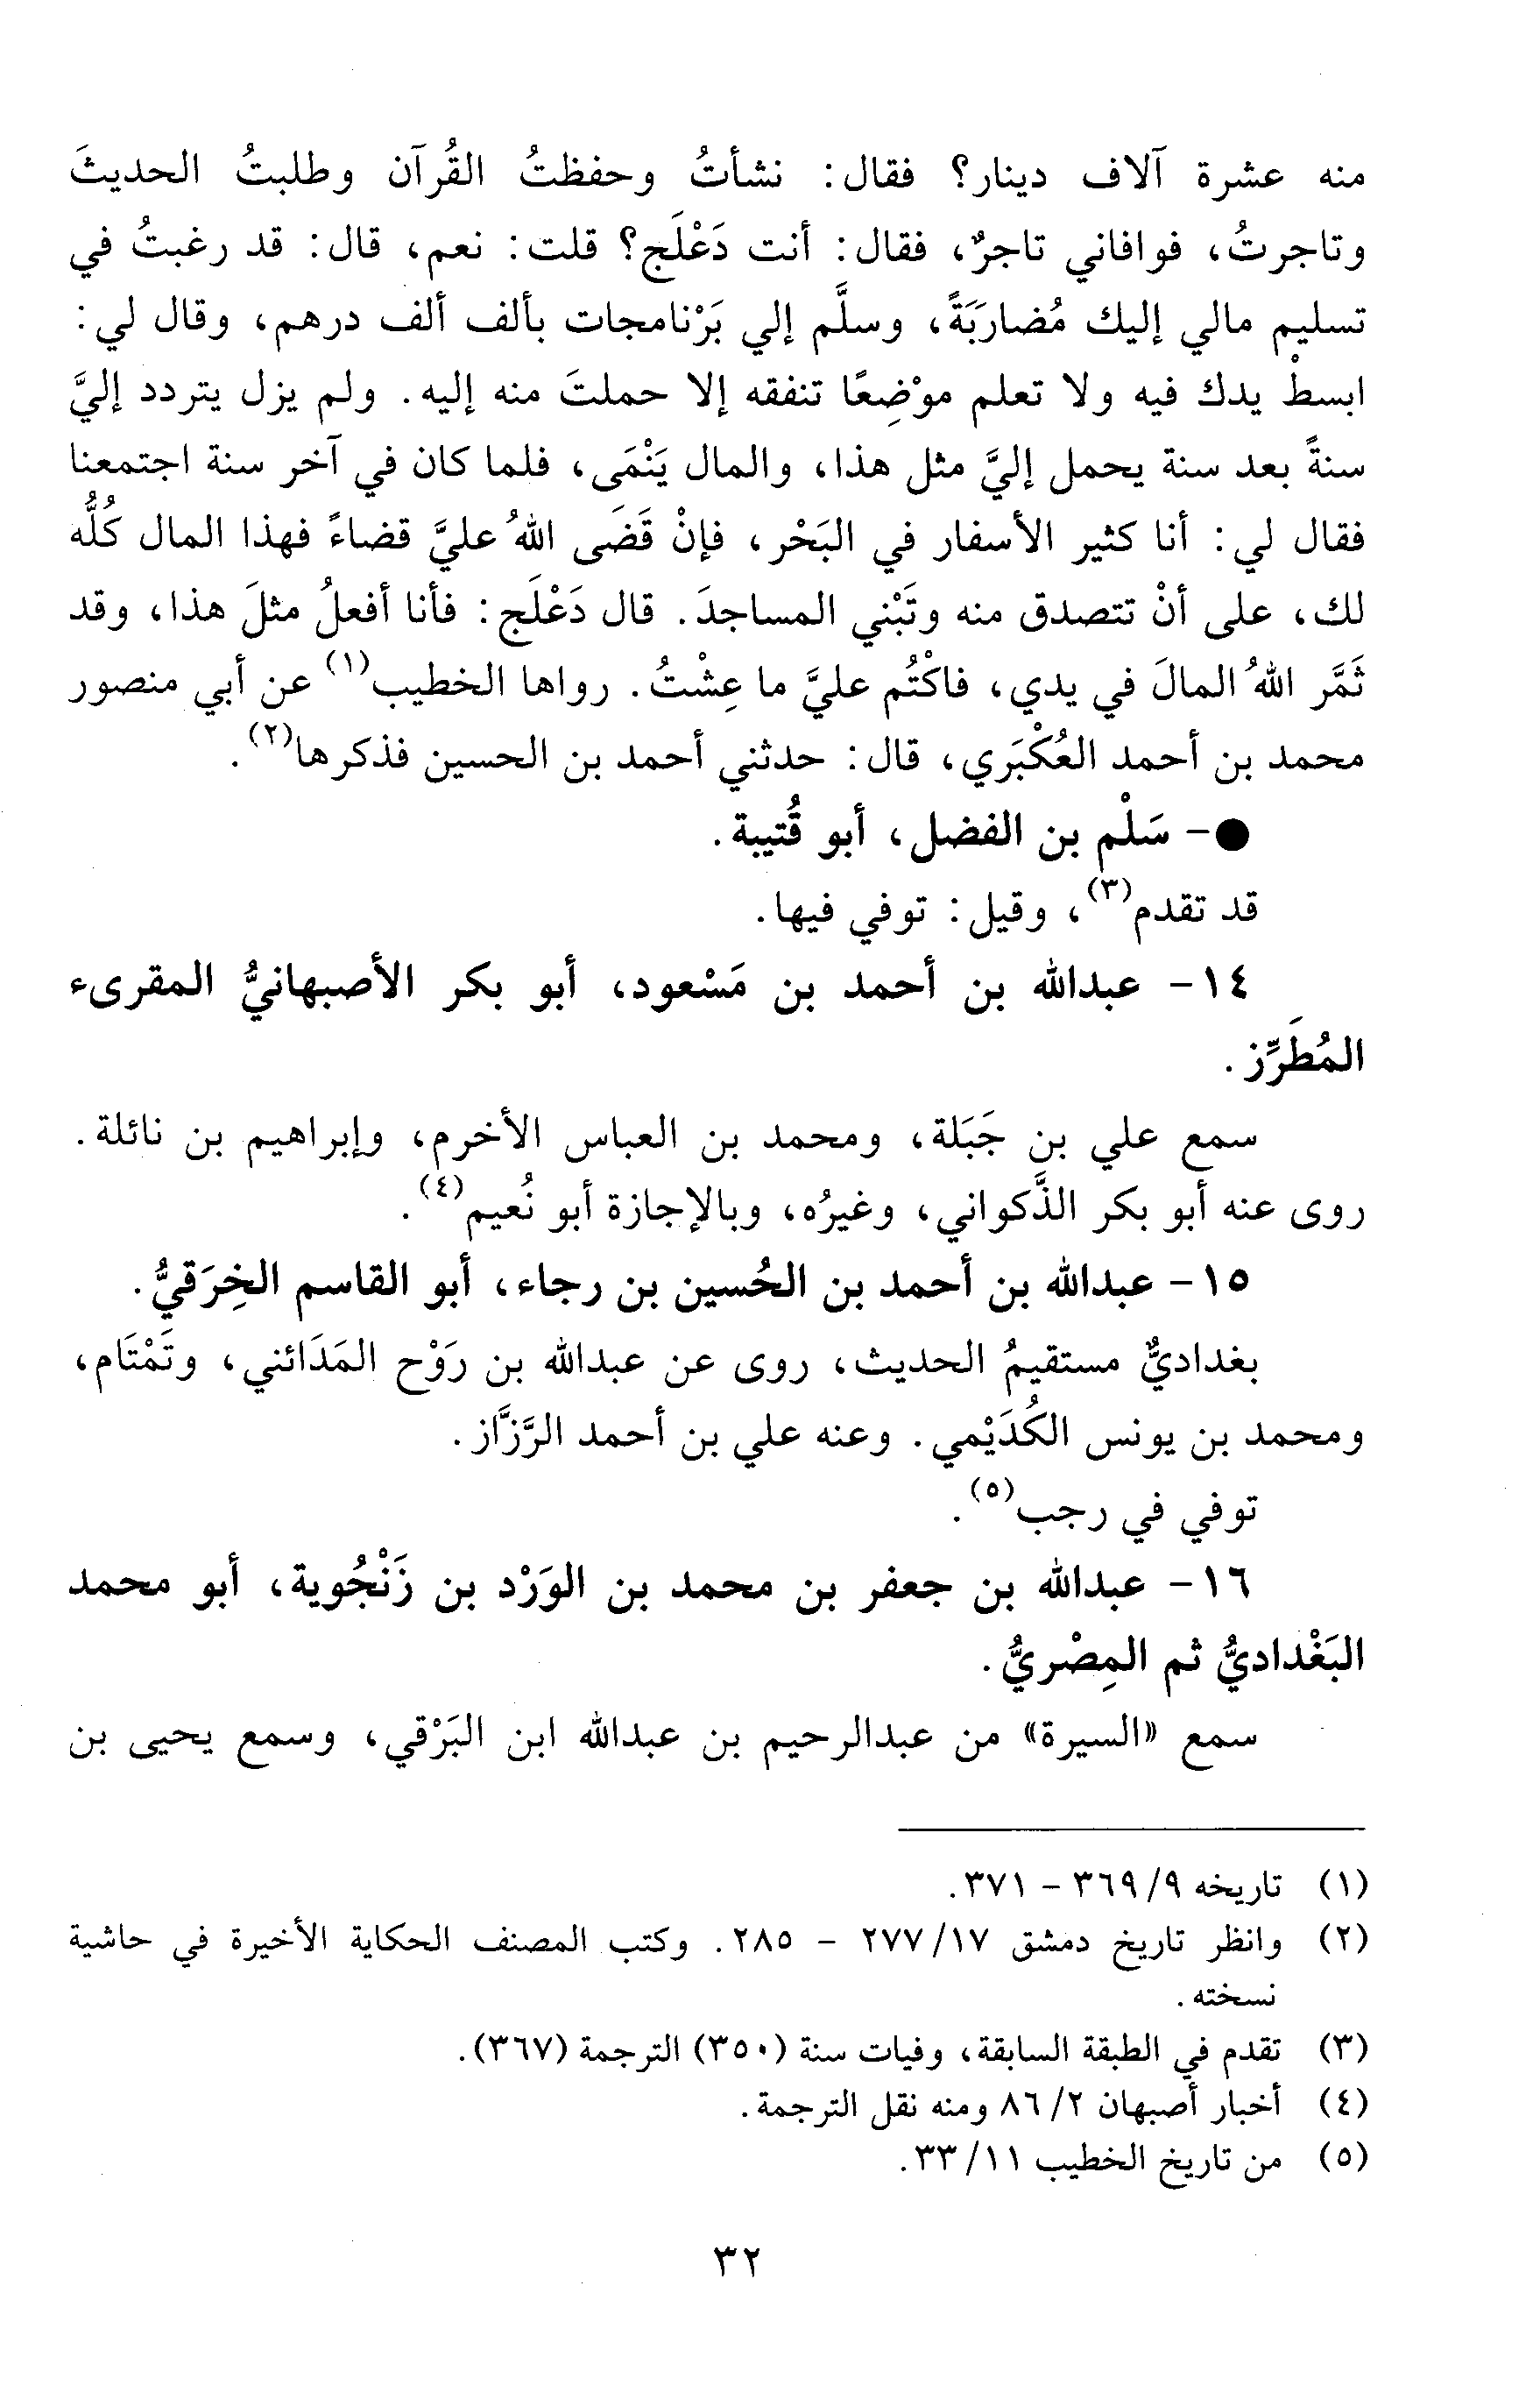 منه عشرة آلاف دينار؟ فقال: نشأتُ وحفظتُ القُرآن وطلبتُ الحديثَ
وتاجرتُ، فوافاني تاجرٌ، فقال: أنت دَعْلَج؟ قلت: نعم، قال: قد رغبتُ في
تسليم مالي إليك مُضاربَةً، وسلَّم إلي بَرْنامجات بألف ألف درهم، وقال لي:
ابسطْ يدك فيه ولا تعلم موْضِعًا تنفقه إلا حملتَ منه إليه. ولم يزل يتردد إليَّ
سنةً بعد سنة يحمل إليَّ مثل هذا، والمال يَنْمَى، فلما كان في آخر سنة اجتمعنا
فقال لي: أنا كثير الأسفار في البَحْر، فإنْ قَضَى اللهُ عليَّ قضاءً فهذا المال كُلُّه
لك، على أنْ تتصدق منه وتَبْني المساجدَ. قال دَعْلَج: فأنا أفعلُ مثلَ هذا، وقد
ثَمَّر اللهُ المالَ في يدي، فاكْتُم عليَّ ما عِشْتُ. رواها الخطيب(١) عن أبي منصور
محمد بن أحمد العُكْبَري، قال: حدثني أحمد بن الحسين فذكرها(٢).
●- سَلْم بن الفضل، أبو قُتيبة.
قد تقدم(٣)، وقيل: توفي فيها.
١٤- عبدالله بن أحمد بن مَسْعود، أبو بكر الأصبهانيُّ المقرىء
المُطَرِّز.
سمع علي بن جَبَلة، ومحمد بن العباس الأخرم، وإبراهيم بن نائلة.
روى عنه أبو بكر الذَّكواني، وغيرُه، وبالإجازة أبو نُعيم(٤).
١٥- عبدالله بن أحمد بن الحُسين بن رجاء، أبو القاسم الخِرَقيُّ.
بغداديٌّ مستقيمُ الحديث، روى عن عبدالله بن رَوْح المَدَائني، وتَمْتَام،
ومحمد بن يونس الكُدَيْمي. وعنه علي بن أحمد الرَّزَّاز.
توفي في رجب(٥).
١٦- عبدالله بن جعفر بن محمد بن الوَرْد بن زَنْجُوية، أبو محمد
البَغْداديُّ ثم المِصْريُّ.
سمع «السيرة» من عبدالرحيم بن عبدالله ابن البَرْقي، وسمع يحيى بن
(١) تاريخه ٩/ ٣٦٩ - ٣٧١.
(٢) وانظر تاريخ دمشق ١٧/ ٢٧٧ - ٢٨٥. وكتب المصنف الحكاية الأخيرة في حاشية
نسخته.
(٣) تقدم في الطبقة السابقة، وفيات سنة (٣٥٠) الترجمة (٣٦٧).
(٤) أخبار أصبهان ٢/ ٨٦ ومنه نقل الترجمة.
(٥) من تاريخ الخطيب ١١/ ٣٣.
٣٢